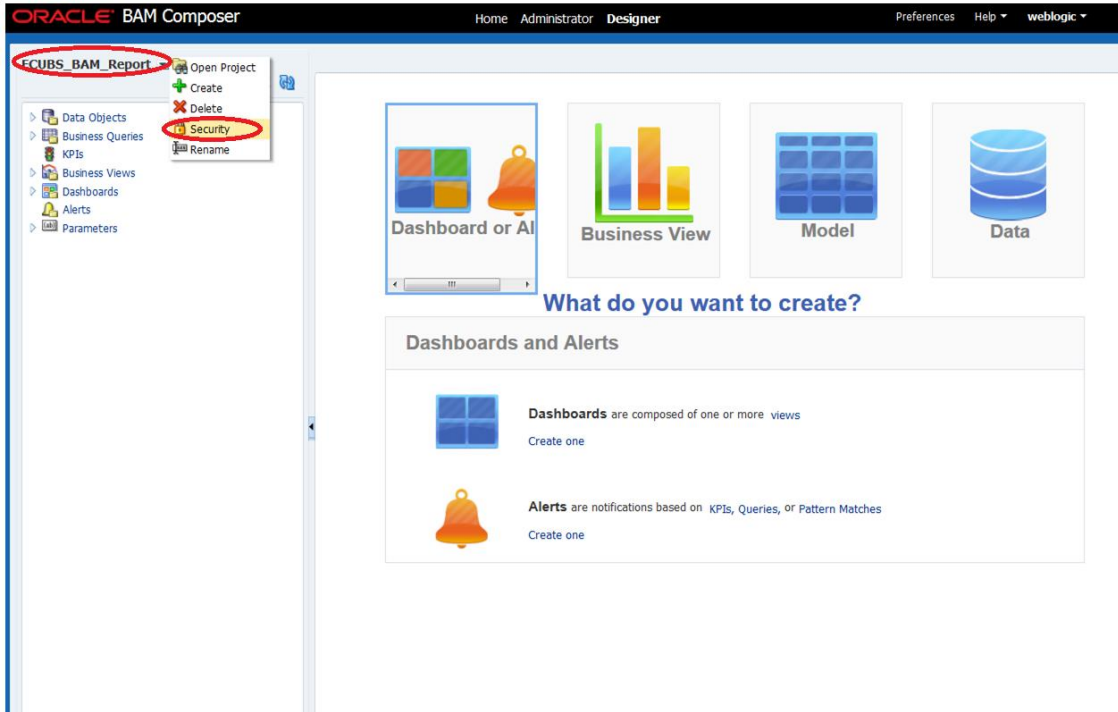 ORACLE BAM Composer
Home Administrator Designer
Preferences Help weblogic
FCUBS_BAM_Report
Open Project
Create
Delete
Security
Rename
Data Objects
Business Queries
KPIs
Business Views
Dashboards
Alerts
Parameters
Dashboard or Al
Business View
Model
Data
What do you want to create?
Dashboards and Alerts
Dashboards are composed of one or more views
Create one
Alerts are notifications based on KPIs, Queries, or Pattern Matches
Create one